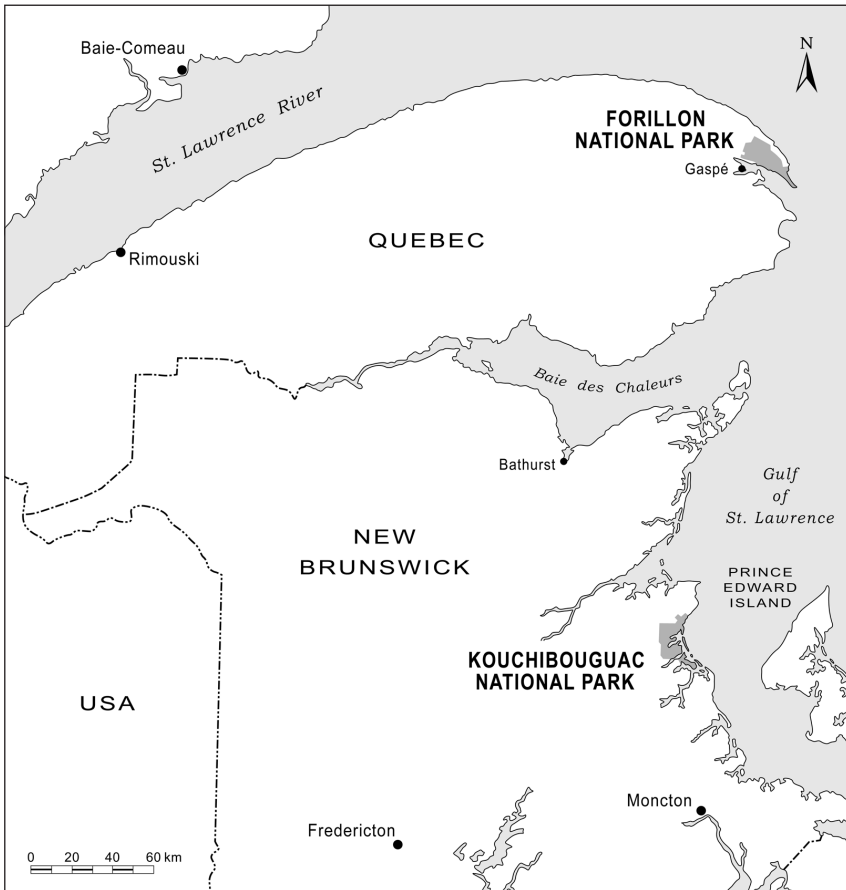 Baie-Comeau
N
St. Lawrence River
FORILLON
NATIONAL PARK
Gaspé
QUEBEC
Rimouski
Baie des Chaleurs
Bathurst
Gulf
of
St. Lawrence
NEW
BRUNSWICK
PRINCE
EDWARD
ISLAND
KOUCHIBOUGUAC
NATIONAL PARK
USA
Moncton
Fredericton
0 20 40 60 km